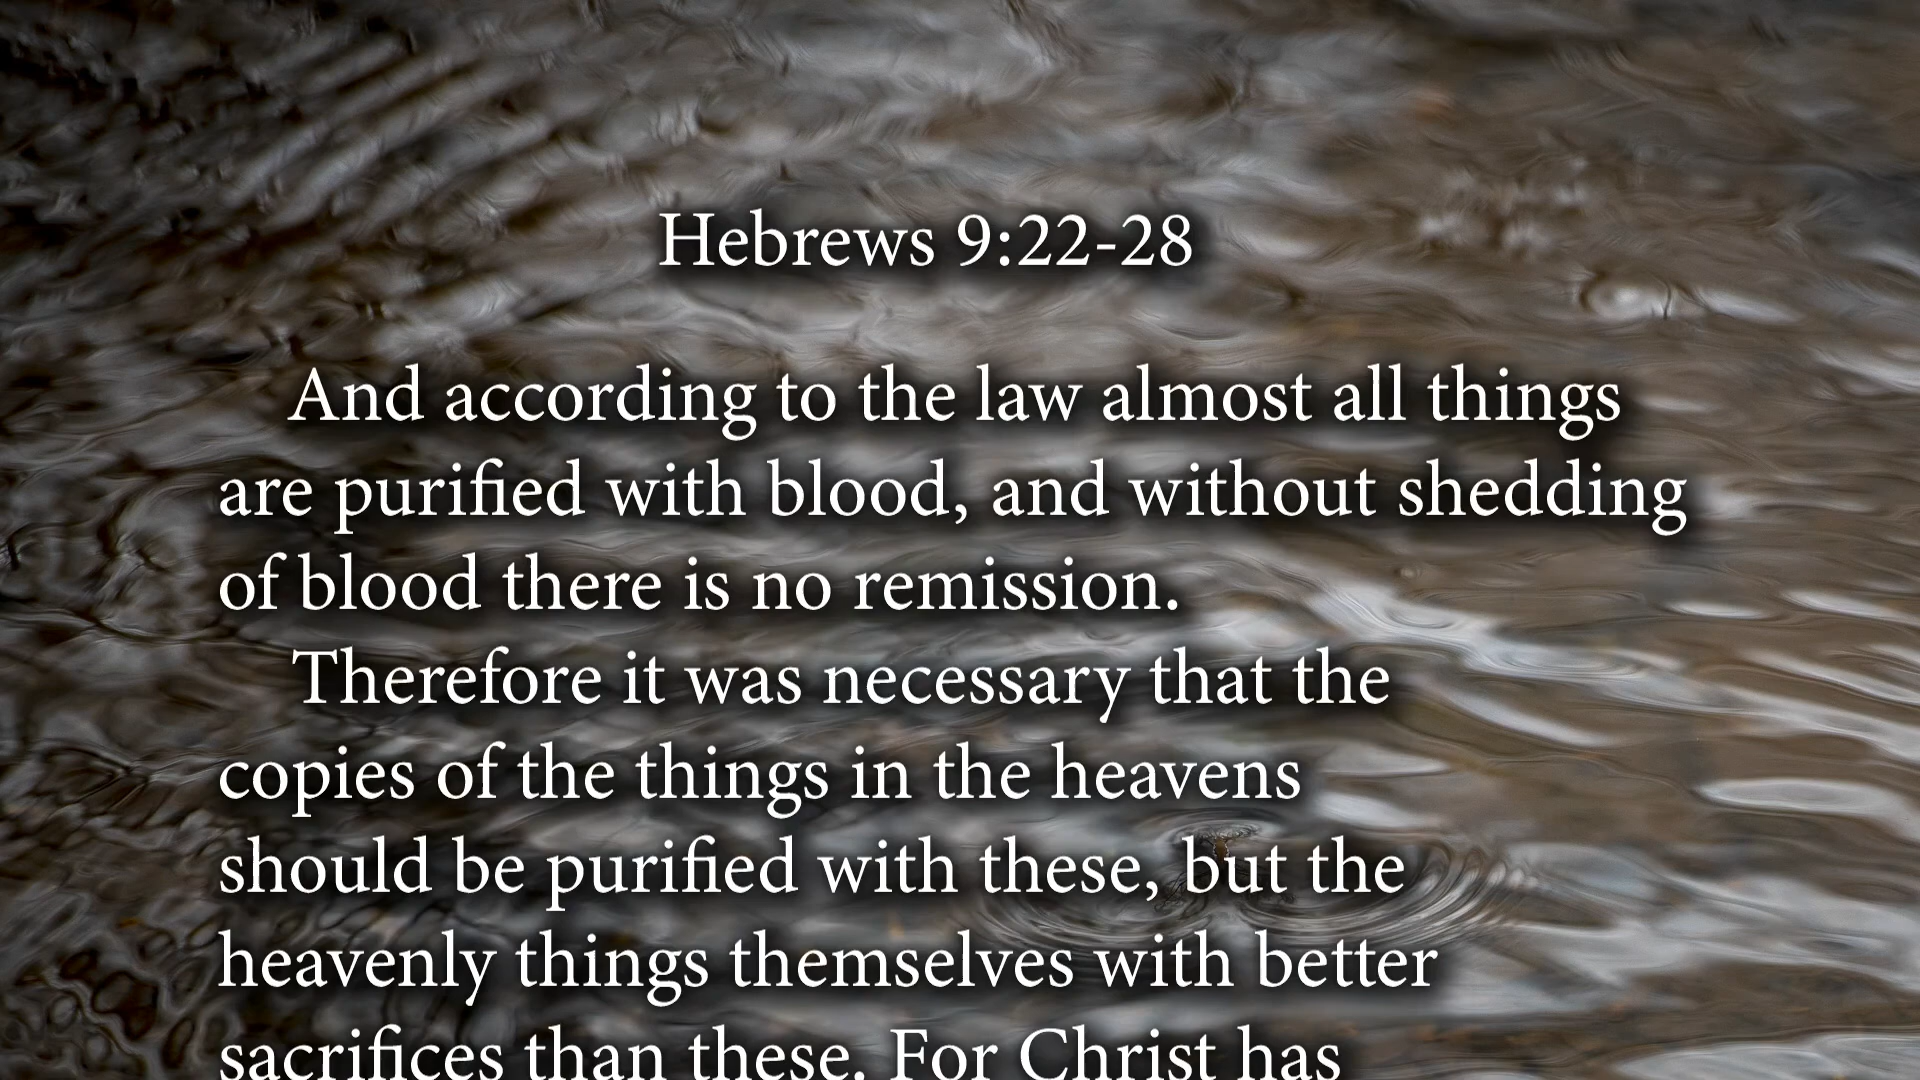 Hebrews 9:22-28
And according to the law almost all things
are purified with blood, and without shedding
of blood there is no remission.
Therefore it was necessary that the
copies of the things in the heavens
should be purified with these, but the
heavenly things themselves with better
sacrifices than these. For Christ has